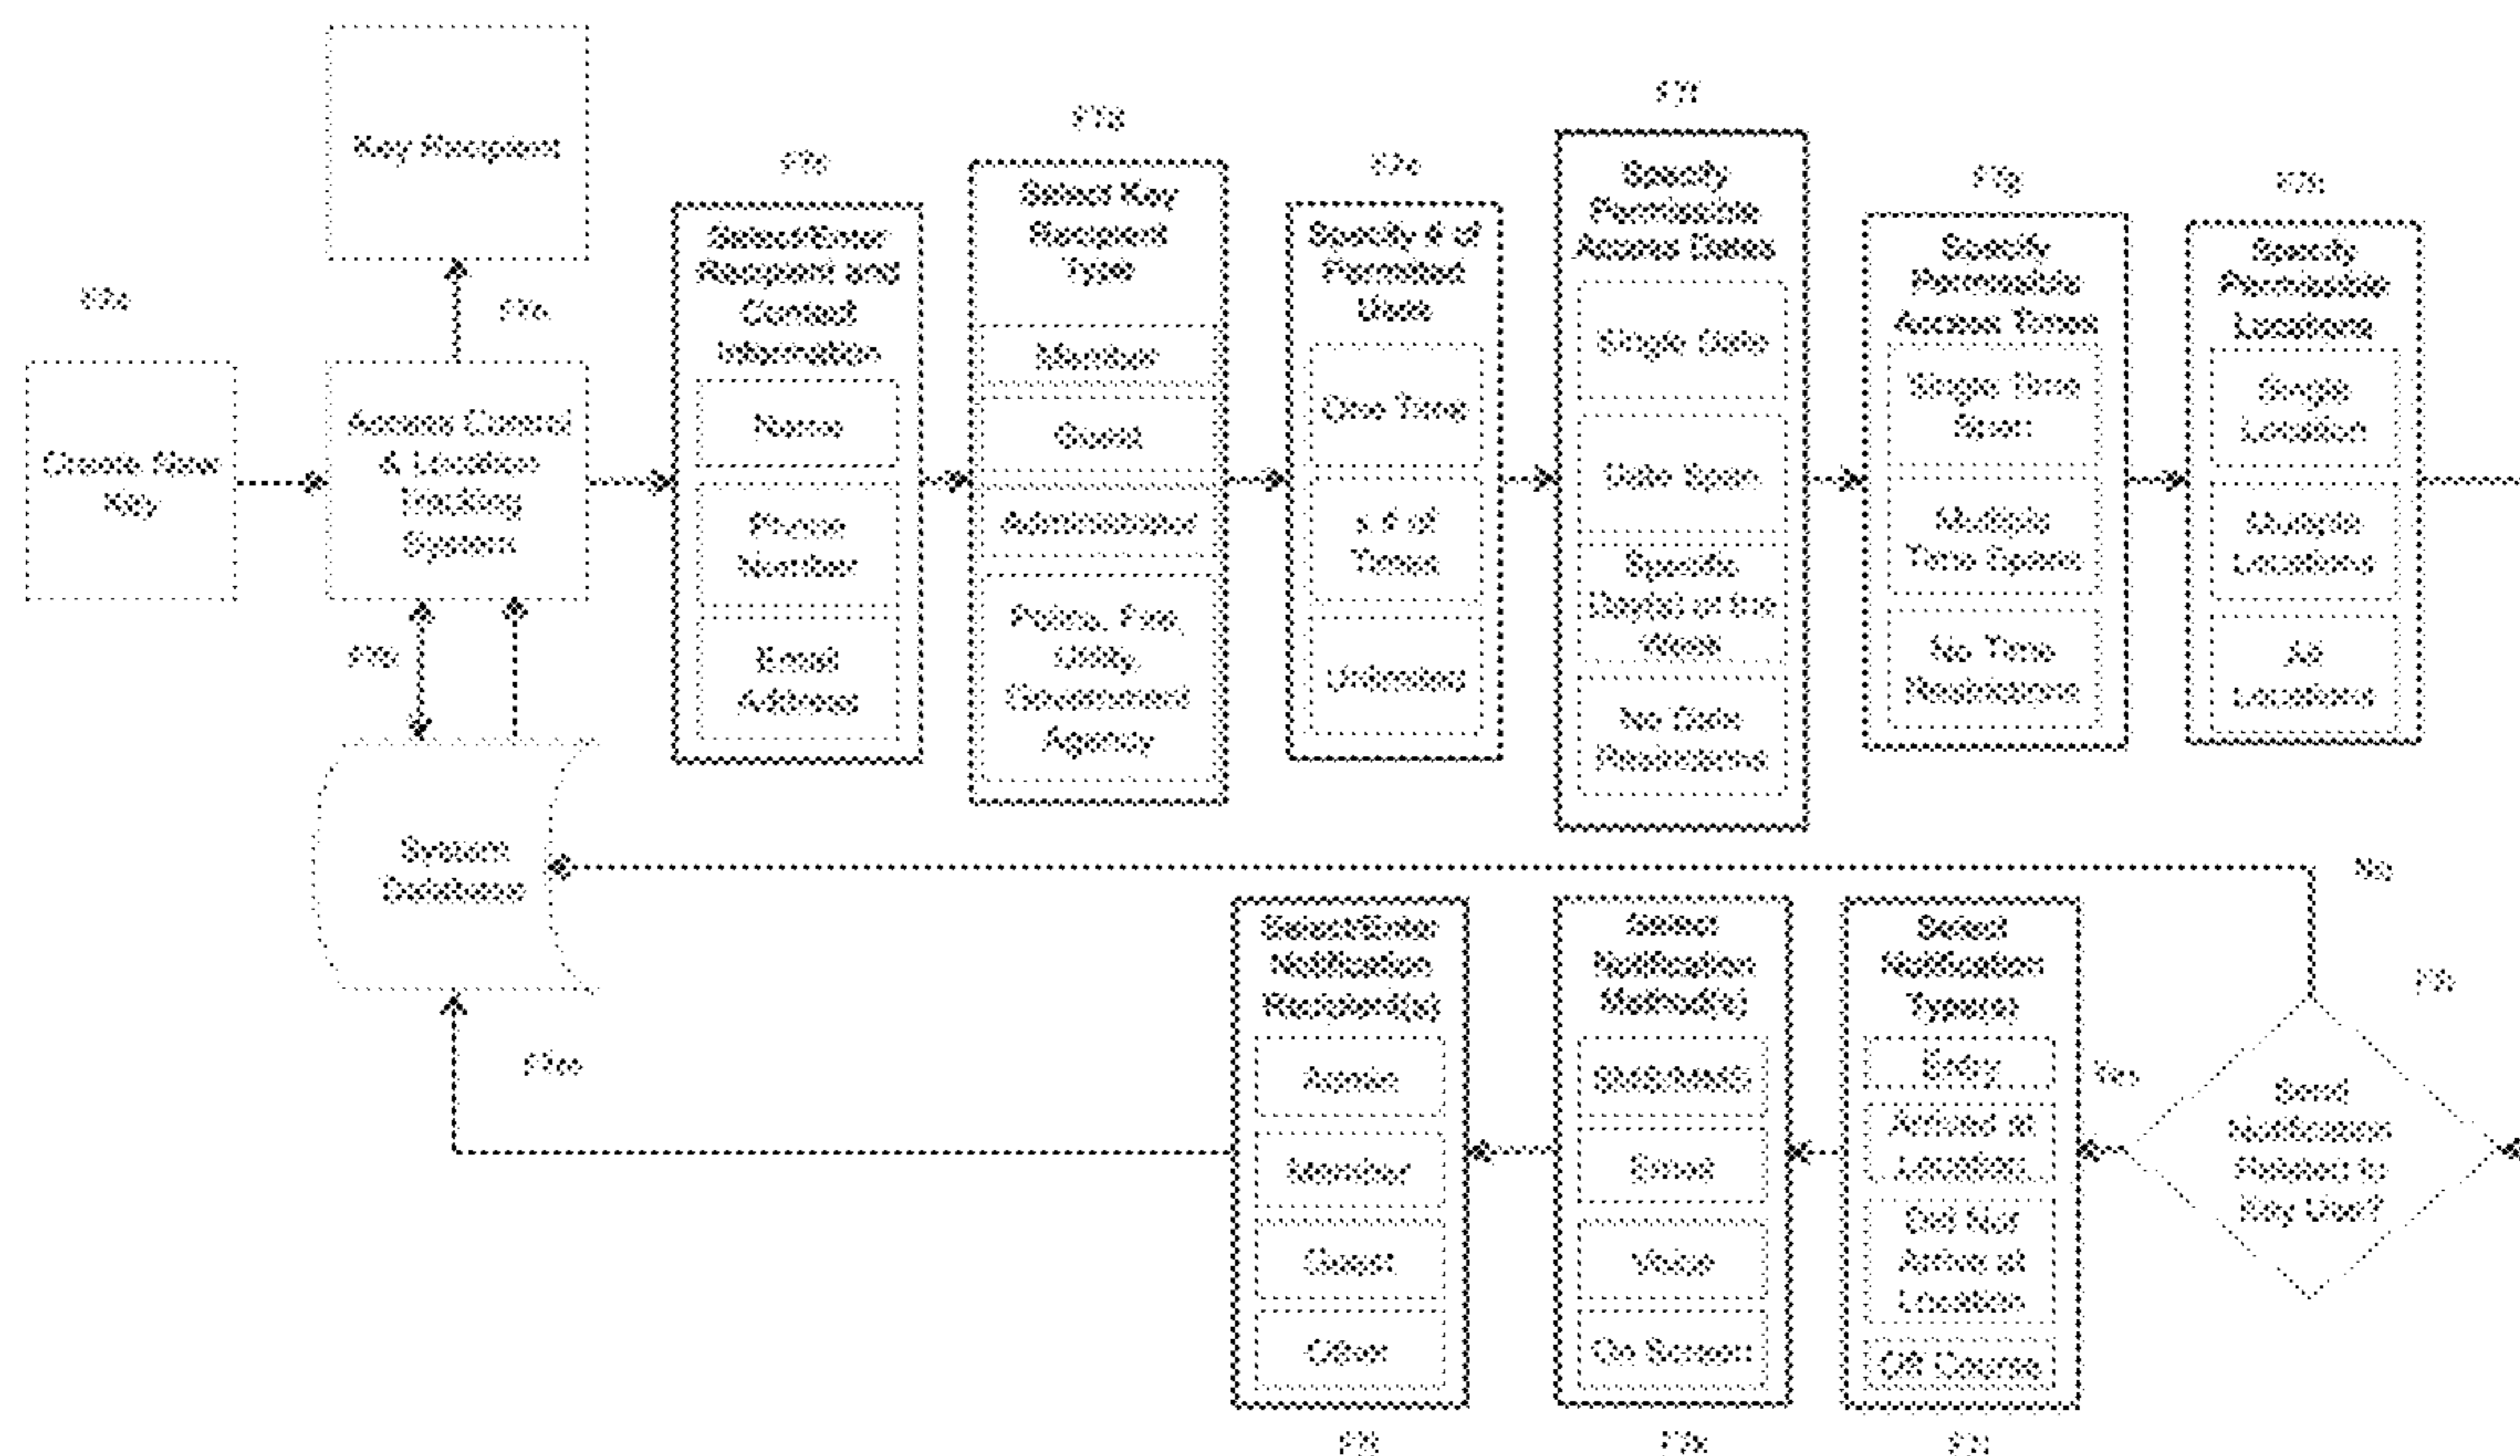 Key Recipient
Create New
Key
Access Control
& Location
Finding
System
Select/Enter
Recipient and
Contact
Information
Name
Phone
Number
Email
Address
Select Key
Recipient
Type
Member
Guest
Administrator
Police, Fire,
Utility,
Government
Agency
Specify # of
Permitted
Uses
One Time
x # of
Times
Unlimited
Specify
Permissible
Access Dates
Single Date
Date Span
Specific
Day(s) of the
Week
No Date
Restrictions
Specify
Permissible
Access Times
Single Time
Span
Multiple
Time Spans
No Time
Restrictions
Specify
Permissible
Locations
Single
Location
Multiple
Locations
All
Locations
System
Database
No
Select/Enter
Notification
Recipient(s)
Admin
Member
Guest
Other
Select
Notification
Method(s)
SMS/MMS
Email
Voice
On Screen
Select
Notification
Type(s)
Entry
Arrived at
Location
Did Not
Arrive at
Location
Off Course
Yes
Send
Notification
Related to
Key Use?